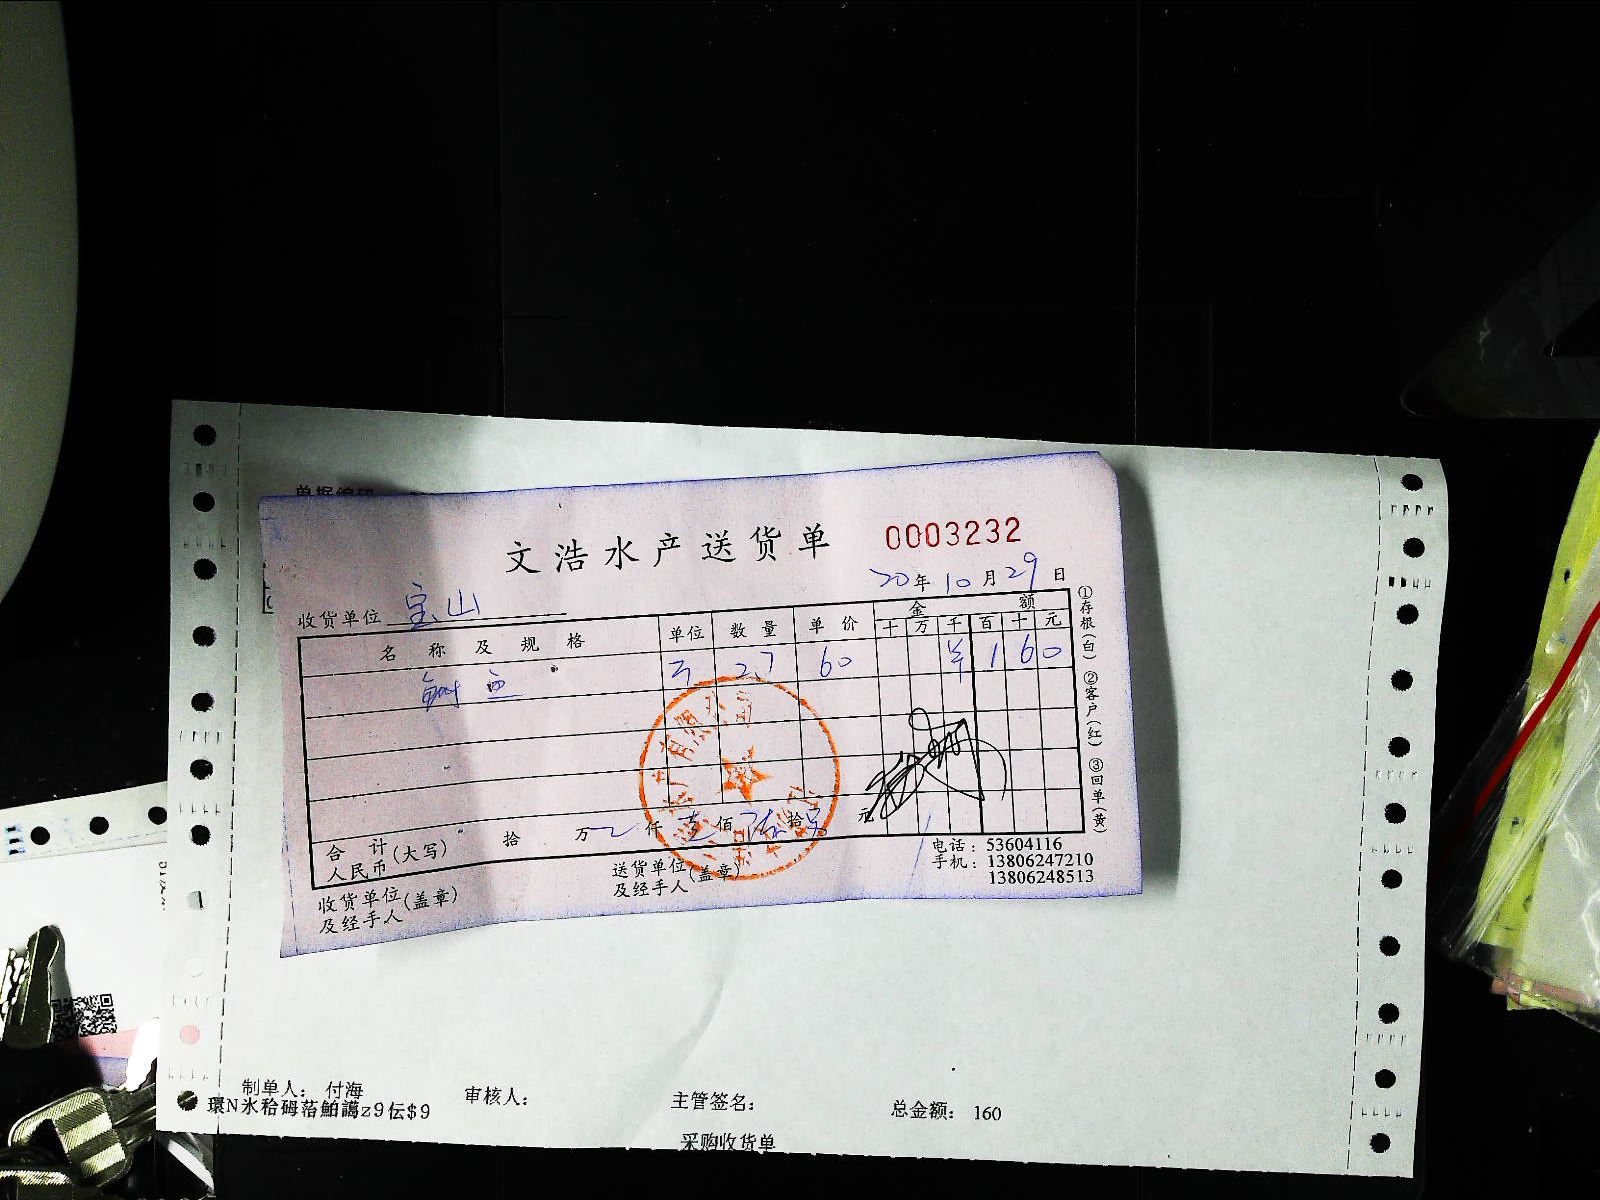 文浩水产送货单 0003232
20年10月29日
收货单位 宝山
名称及规格 单位 数量 单价 金额
十 万 千 百 十 元
60 ¥ 1 6 0
合计 人民币(大写) 拾 万 仟 壹 佰 陆 拾 元
收货单位及经手人(盖章)
送货单位及经手人(盖章)
电话：53604116
手机：13806247210
13806248513
①存根(白) ②客户(红) ③回单(黄)
制单人： 付海 审核人： 主管签名： 总金额： 160
采购收货单